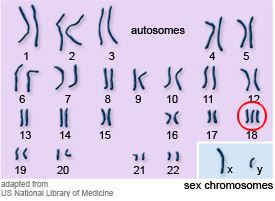 autosomes
1 2 3 4 5
6 7 8 9 10 11 12
13 14 15 16 17 18
19 20 21 22 x y
adapted from
US National Library of Medicine
sex chromosomes